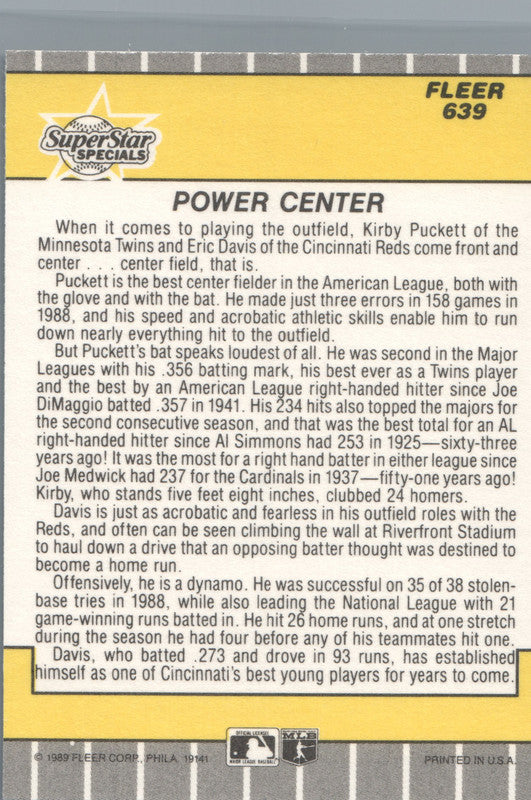 FLEER
639
SuperStar
SPECIALS
POWER CENTER
When it comes to playing the outfield, Kirby Puckett of the
Minnesota Twins and Eric Davis of the Cincinnati Reds come front and
center . . . center field, that is.
Puckett is the best center fielder in the American League, both with
the glove and with the bat. He made just three errors in 158 games in
1988, and his speed and acrobatic athletic skills enable him to run
down nearly everything hit to the outfield.
But Puckett's bat speaks loudest of all. He was second in the Major
Leagues with his .356 batting mark, his best ever as a Twins player
and the best by an American League right-handed hitter since Joe
DiMaggio batted .357 in 1941. His 234 hits also topped the majors for
the second consecutive season, and that was the best total for an AL
right-handed hitter since Al Simmons had 253 in 1925—sixty-three
years ago! It was the most for a right hand batter in either league since
Joe Medwick had 237 for the Cardinals in 1937—fifty-one years ago!
Kirby, who stands five feet eight inches, clubbed 24 homers.
Davis is just as acrobatic and fearless in his outfield roles with the
Reds, and often can be seen climbing the wall at Riverfront Stadium
to haul down a drive that an opposing batter thought was destined to
become a home run.
Offensively, he is a dynamo. He was successful on 35 of 38 stolen-
base tries in 1988, while also leading the National League with 21
game-winning runs batted in. He hit 26 home runs, and at one stretch
during the season he had four before any of his teammates hit one.
Davis, who batted .273 and drove in 93 runs, has established
himself as one of Cincinnati's best young players for years to come.
© 1989 FLEER CORP., PHILA. 19141
OFFICIAL LICENSEE
MAJOR LEAGUE BASEBALL
MLB
PRINTED IN U.S.A.